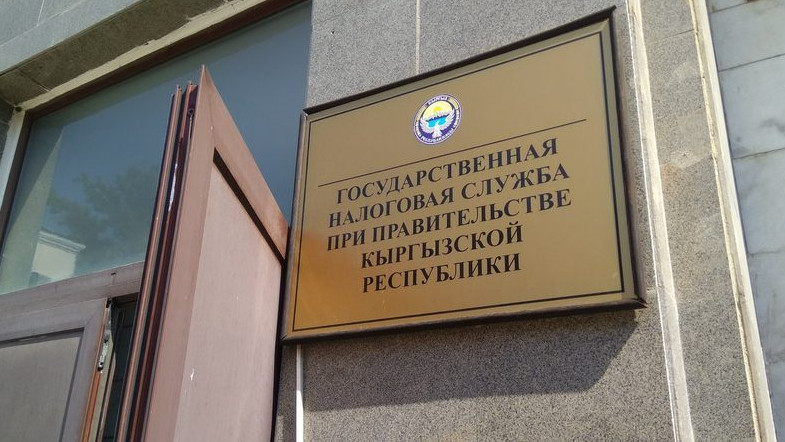 ГОСУДАРСТВЕННАЯ
НАЛОГОВАЯ СЛУЖБА
ПРИ ПРАВИТЕЛЬСТВЕ
КЫРГЫЗСКОЙ
РЕСПУБЛИКИ